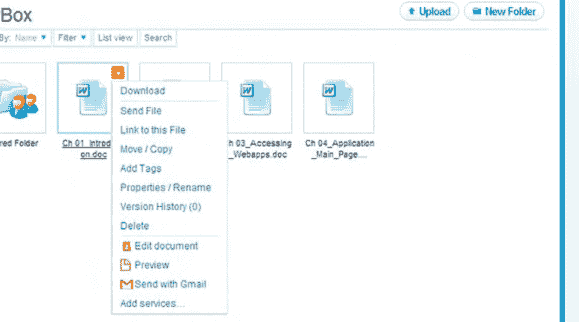 Box
Upload
New Folder
By: Name
Filter
List view
Search
red Folder
Ch 01_Introd
on.doc
Download
Send File
Link to this File
Move / Copy
Add Tags
Properties / Rename
Version History (0)
Delete
Edit document
Preview
Send with Gmail
Add services...
h 03_Accessing
_Webapps.doc
Ch 04_Application
_Main_Page....